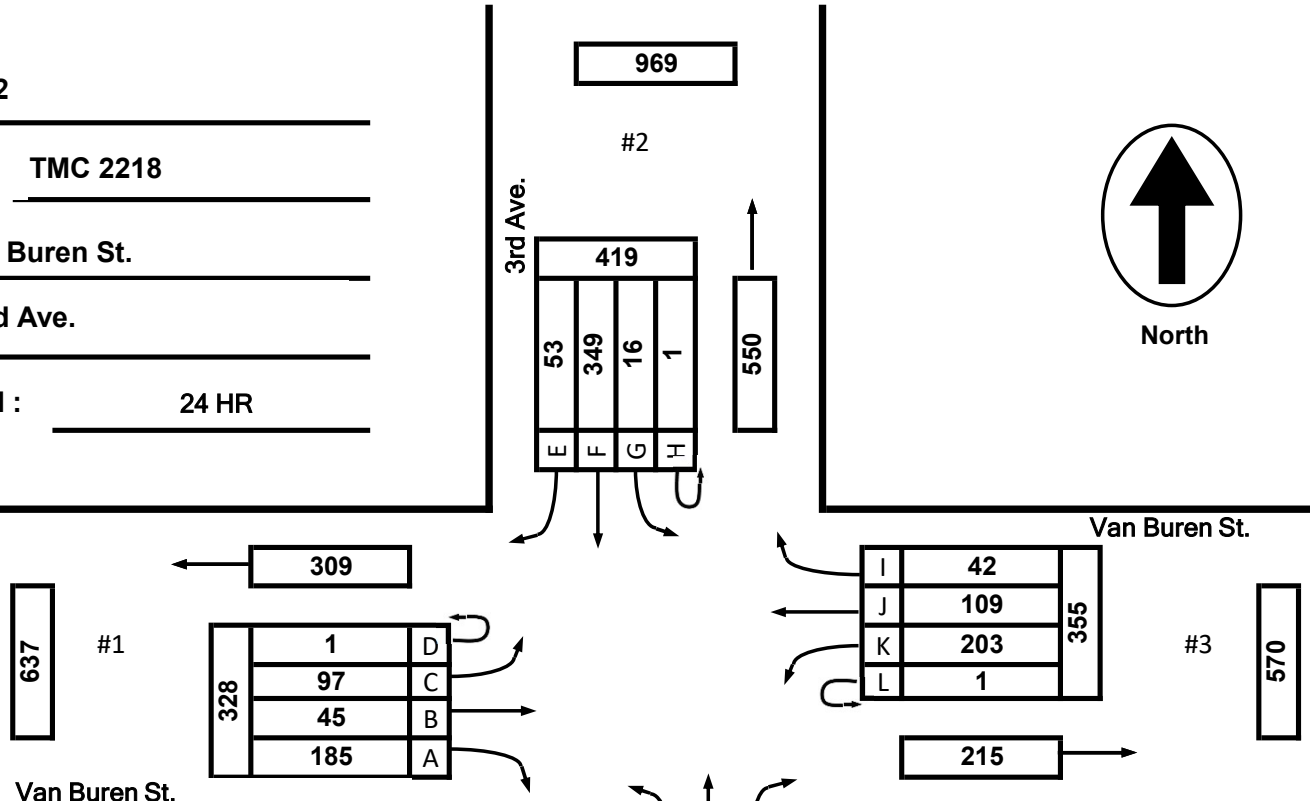 2
TMC 2218
Buren St.
d Ave.
l : 24 HR
969
#2
3rd Ave.
419
53 349 16 1
E F G H
550
North
Van Buren St.
309
637
#1
328
1 D
97 C
45 B
185 A
Van Buren St.
I 42
J 109
K 203
L 1
355
#3
570
215